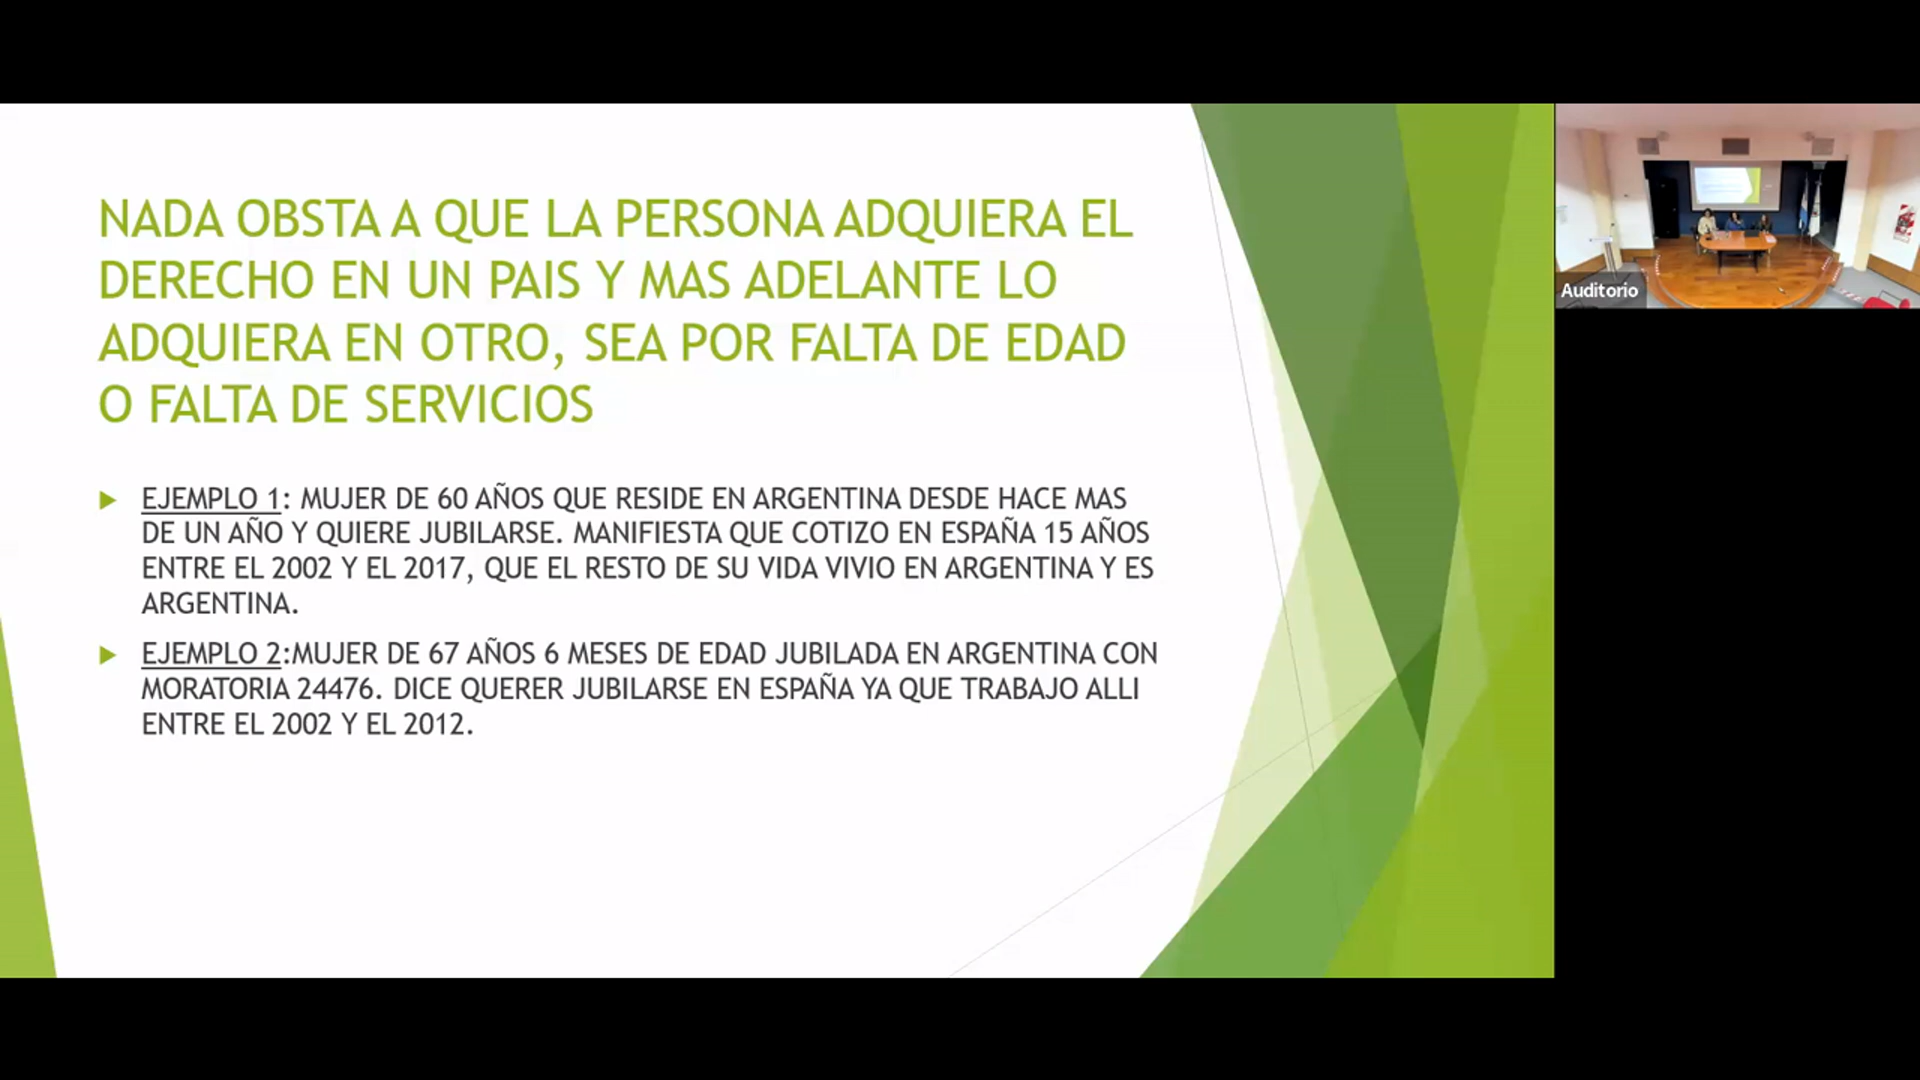 NADA OBSTA A QUE LA PERSONA ADQUIERA EL
DERECHO EN UN PAIS Y MAS ADELANTE LO
ADQUIERA EN OTRO, SEA POR FALTA DE EDAD
O FALTA DE SERVICIOS
EJEMPLO 1: MUJER DE 60 AÑOS QUE RESIDE EN ARGENTINA DESDE HACE MAS
DE UN AÑO Y QUIERE JUBILARSE. MANIFIESTA QUE COTIZO EN ESPAÑA 15 AÑOS
ENTRE EL 2002 Y EL 2017, QUE EL RESTO DE SU VIDA VIVIO EN ARGENTINA Y ES
ARGENTINA.
EJEMPLO 2:MUJER DE 67 AÑOS 6 MESES DE EDAD JUBILADA EN ARGENTINA CON
MORATORIA 24476. DICE QUERER JUBILARSE EN ESPAÑA YA QUE TRABAJO ALLI
ENTRE EL 2002 Y EL 2012.
Auditorio